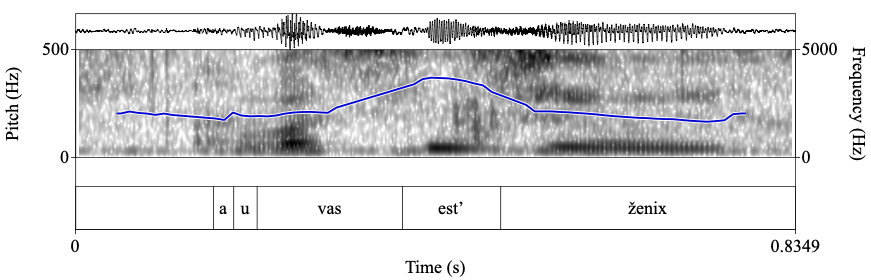 500 5000
Pitch (Hz) Frequency (Hz)
0 0
a u vas est’ ženix
0 0.8349
Time (s)